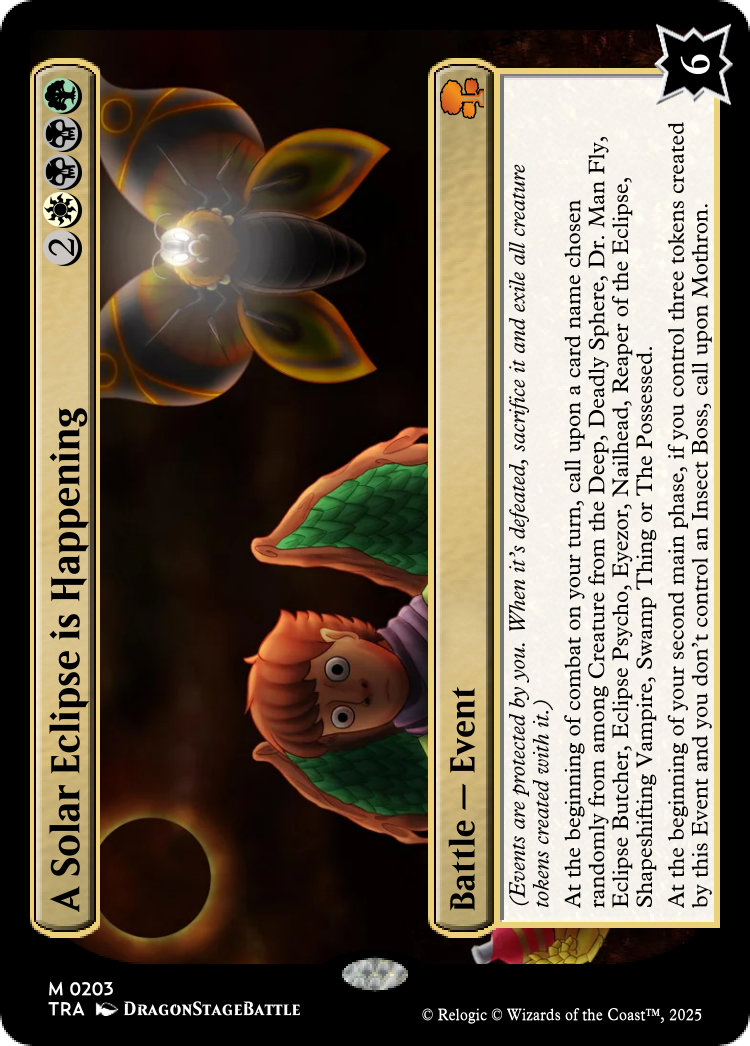 A Solar Eclipse is Happening 2
Battle — Event
6
(Events are protected by you. When it's defeated, sacrifice it and exile all creature
tokens created with it.)
At the beginning of combat on your turn, call upon a card name chosen
randomly from among Creature from the Deep, Deadly Sphere, Dr. Man Fly,
Eclipse Butcher, Eclipse Psycho, Eyezor, Nailhead, Reaper of the Eclipse,
Shapeshifting Vampire, Swamp Thing or The Possessed.
At the beginning of your second main phase, if you control three tokens created
by this Event and you don't control an Insect Boss, call upon Mothron.
M 0203
TRA DragonStageBattle
© Relogic © Wizards of the Coast™, 2025